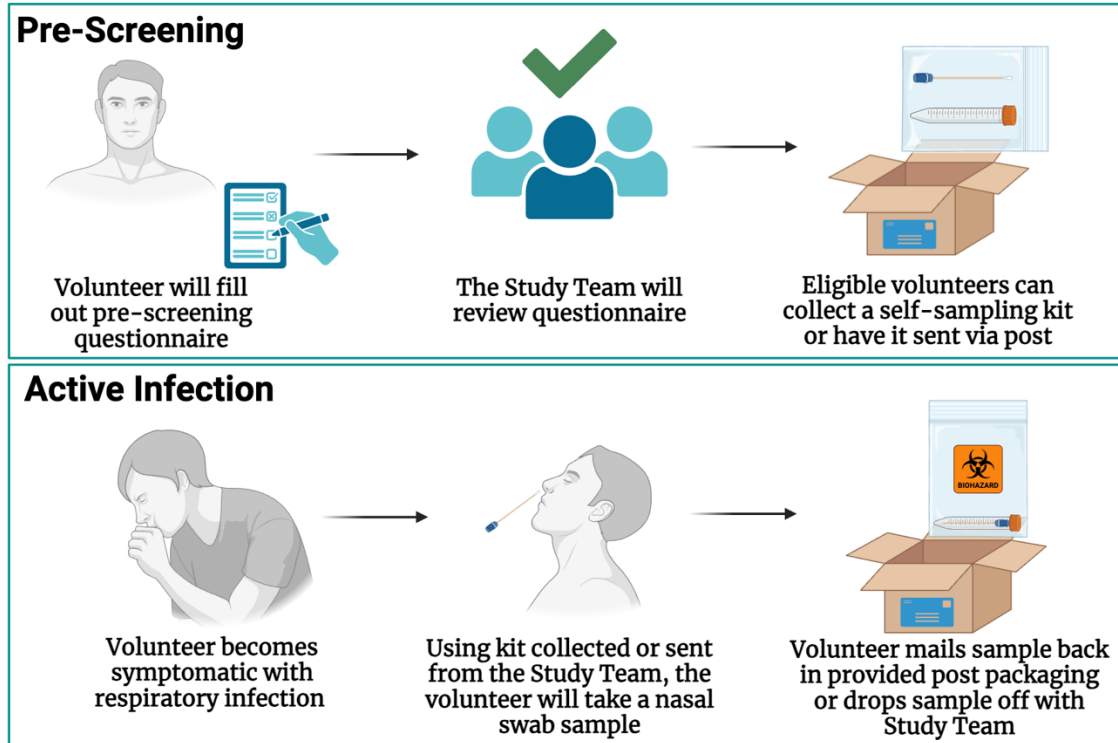 Pre-Screening
Volunteer will fill
out pre-screening
questionnaire
The Study Team will
review questionnaire
Eligible volunteers can
collect a self-sampling kit
or have it sent via post
Active Infection
BIOHAZARD
Volunteer becomes
symptomatic with
respiratory infection
Using kit collected or sent
from the Study Team, the
volunteer will take a nasal
swab sample
Volunteer mails sample back
in provided post packaging
or drops sample off with
Study Team